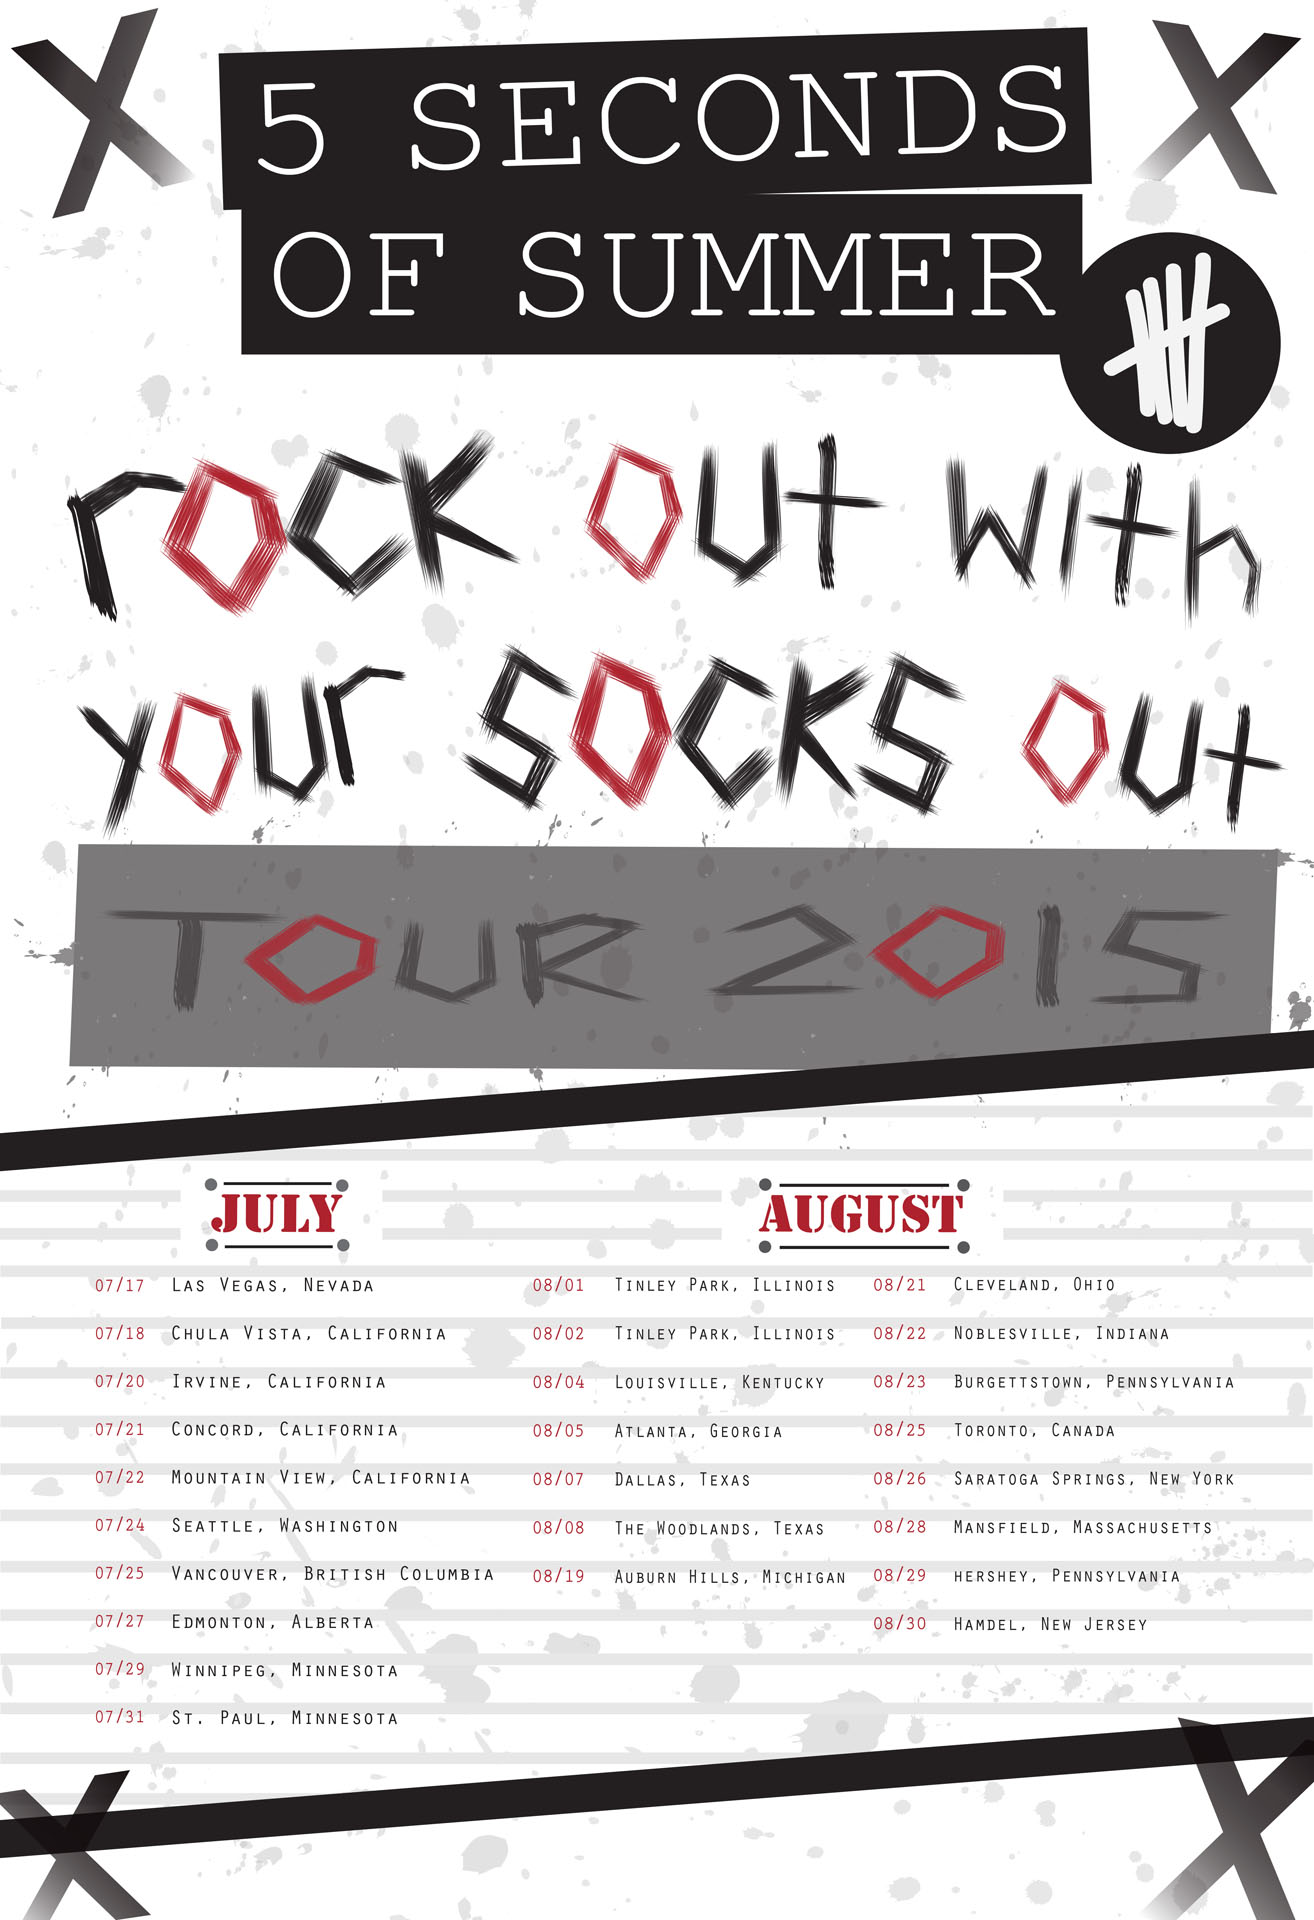 5 SECONDS
OF SUMMER
rOCK OUt with
yOUr SOCKS OUt
TOUR 2015
JULY
07/17 Las Vegas, Nevada
07/18 Chula Vista, California
07/20 Irvine, California
07/21 Concord, California
07/22 Mountain View, California
07/24 Seattle, Washington
07/25 Vancouver, British Columbia
07/27 Edmonton, Alberta
07/29 Winnipeg, Minnesota
07/31 St. Paul, Minnesota
AUGUST
08/01 Tinley Park, Illinois
08/02 Tinley Park, Illinois
08/04 Louisville, Kentucky
08/05 Atlanta, Georgia
08/07 Dallas, Texas
08/08 The Woodlands, Texas
08/19 Auburn Hills, Michigan
08/21 Cleveland, Ohio
08/22 Noblesville, Indiana
08/23 Burgettstown, Pennsylvania
08/25 Toronto, Canada
08/26 Saratoga Springs, New York
08/28 Mansfield, Massachusetts
08/29 hershey, Pennsylvania
08/30 Hamdel, New Jersey